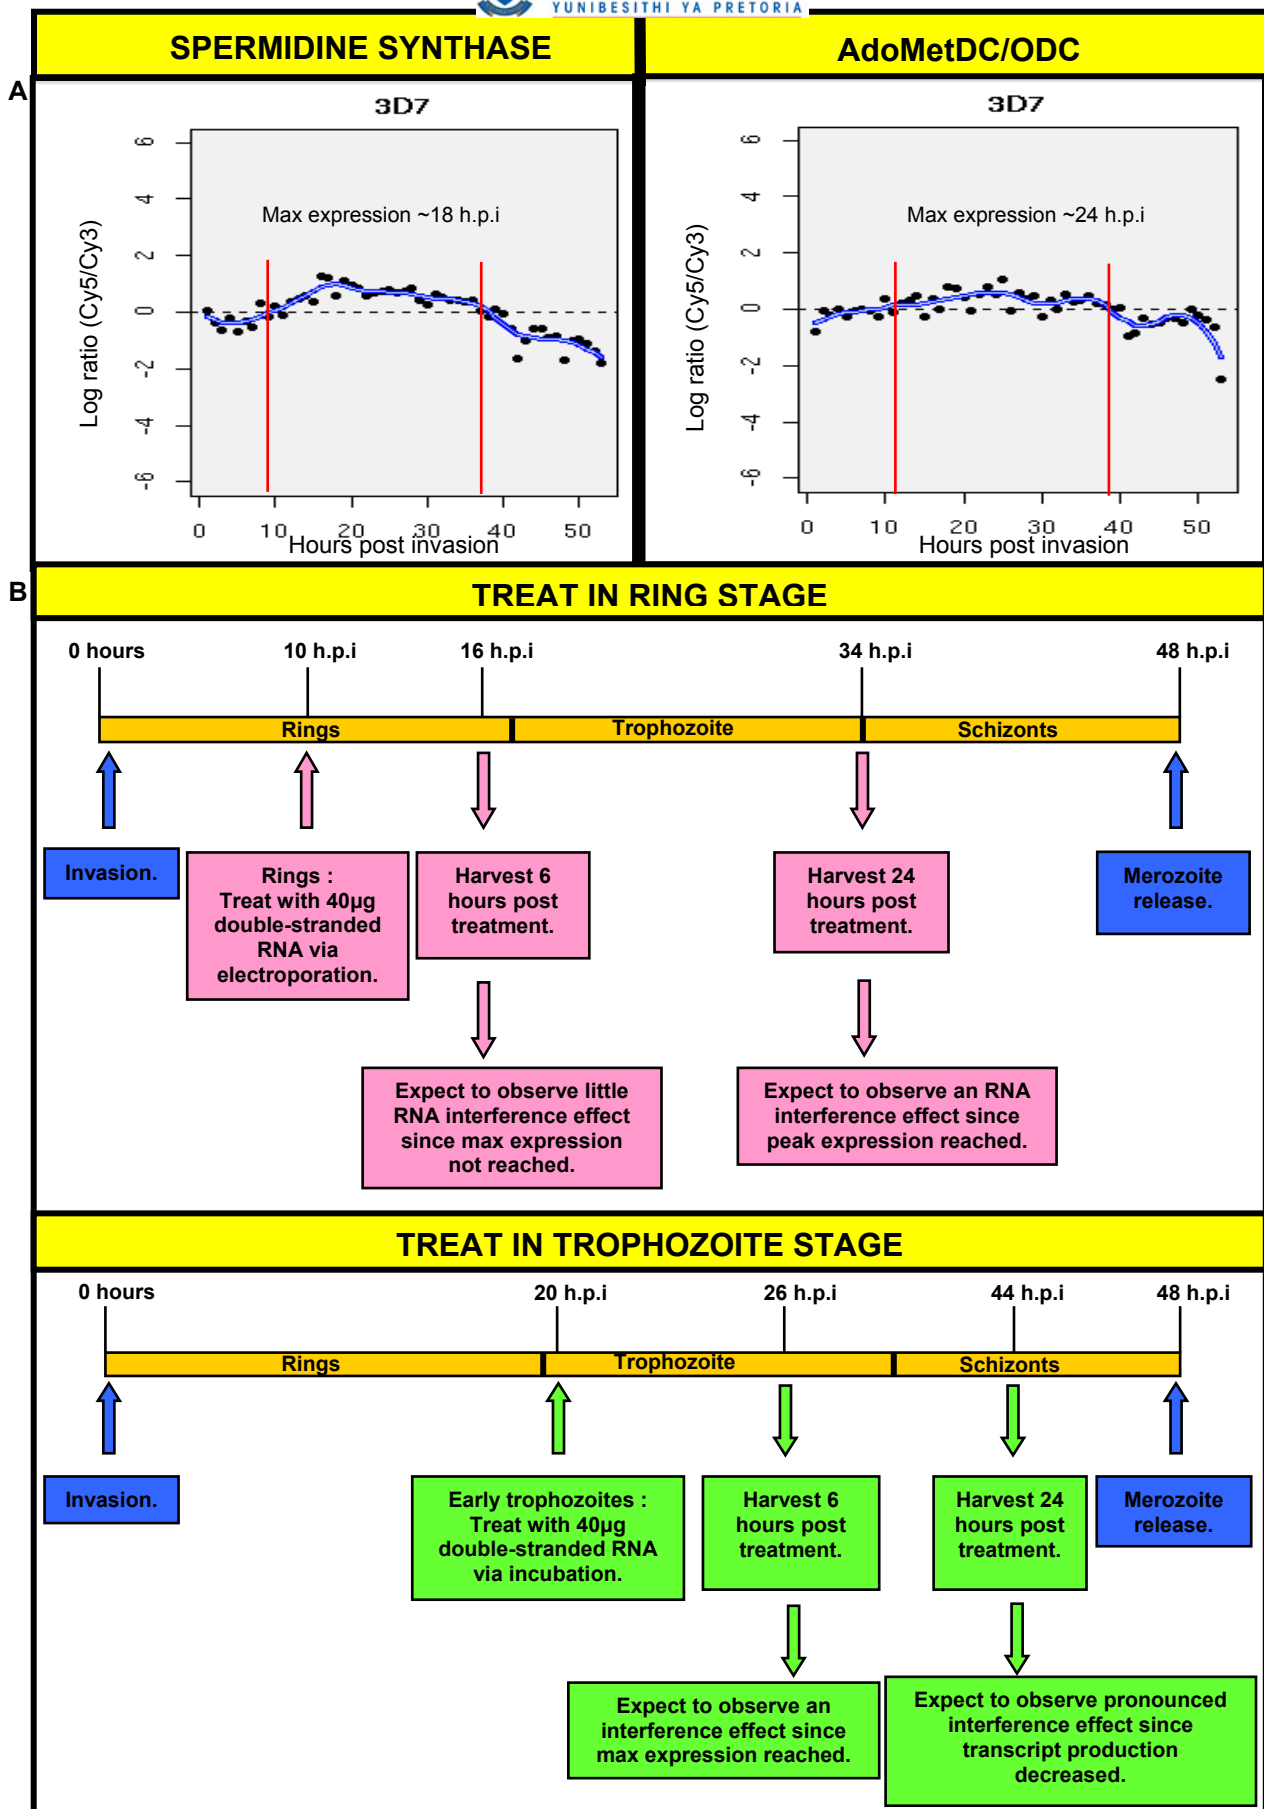 YUNIBESITHI YA PRETORIA
SPERMIDINE SYNTHASE
AdoMetDC/ODC
A
3D7
Max expression ~18 h.p.i
Log ratio (Cy5/Cy3)
6
4
2
0
-2
-4
-6
0 10 20 30 40 50
Hours post invasion
3D7
Max expression ~24 h.p.i
Log ratio (Cy5/Cy3)
6
4
2
0
-2
-4
-6
0 10 20 30 40 50
Hours post invasion
B
TREAT IN RING STAGE
0 hours 10 h.p.i 16 h.p.i 34 h.p.i 48 h.p.i
Rings Trophozoite Schizonts
Invasion.
Rings :
Treat with 40µg
double-stranded
RNA via
electroporation.
Harvest 6
hours post
treatment.
Harvest 24
hours post
treatment.
Merozoite
release.
Expect to observe little
RNA interference effect
since max expression
not reached.
Expect to observe an RNA
interference effect since
peak expression reached.
TREAT IN TROPHOZOITE STAGE
0 hours 20 h.p.i 26 h.p.i 44 h.p.i 48 h.p.i
Rings Trophozoite Schizonts
Invasion.
Early trophozoites :
Treat with 40µg
double-stranded RNA
via incubation.
Harvest 6
hours post
treatment.
Harvest 24
hours post
treatment.
Merozoite
release.
Expect to observe an
interference effect since
max expression reached.
Expect to observe pronounced
interference effect since
transcript production
decreased.